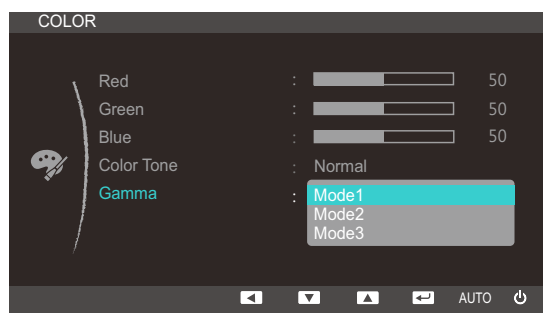 COLOR
Red : 50
Green : 50
Blue : 50
Color Tone : Normal
Gamma : Mode1
Mode2
Mode3
AUTO